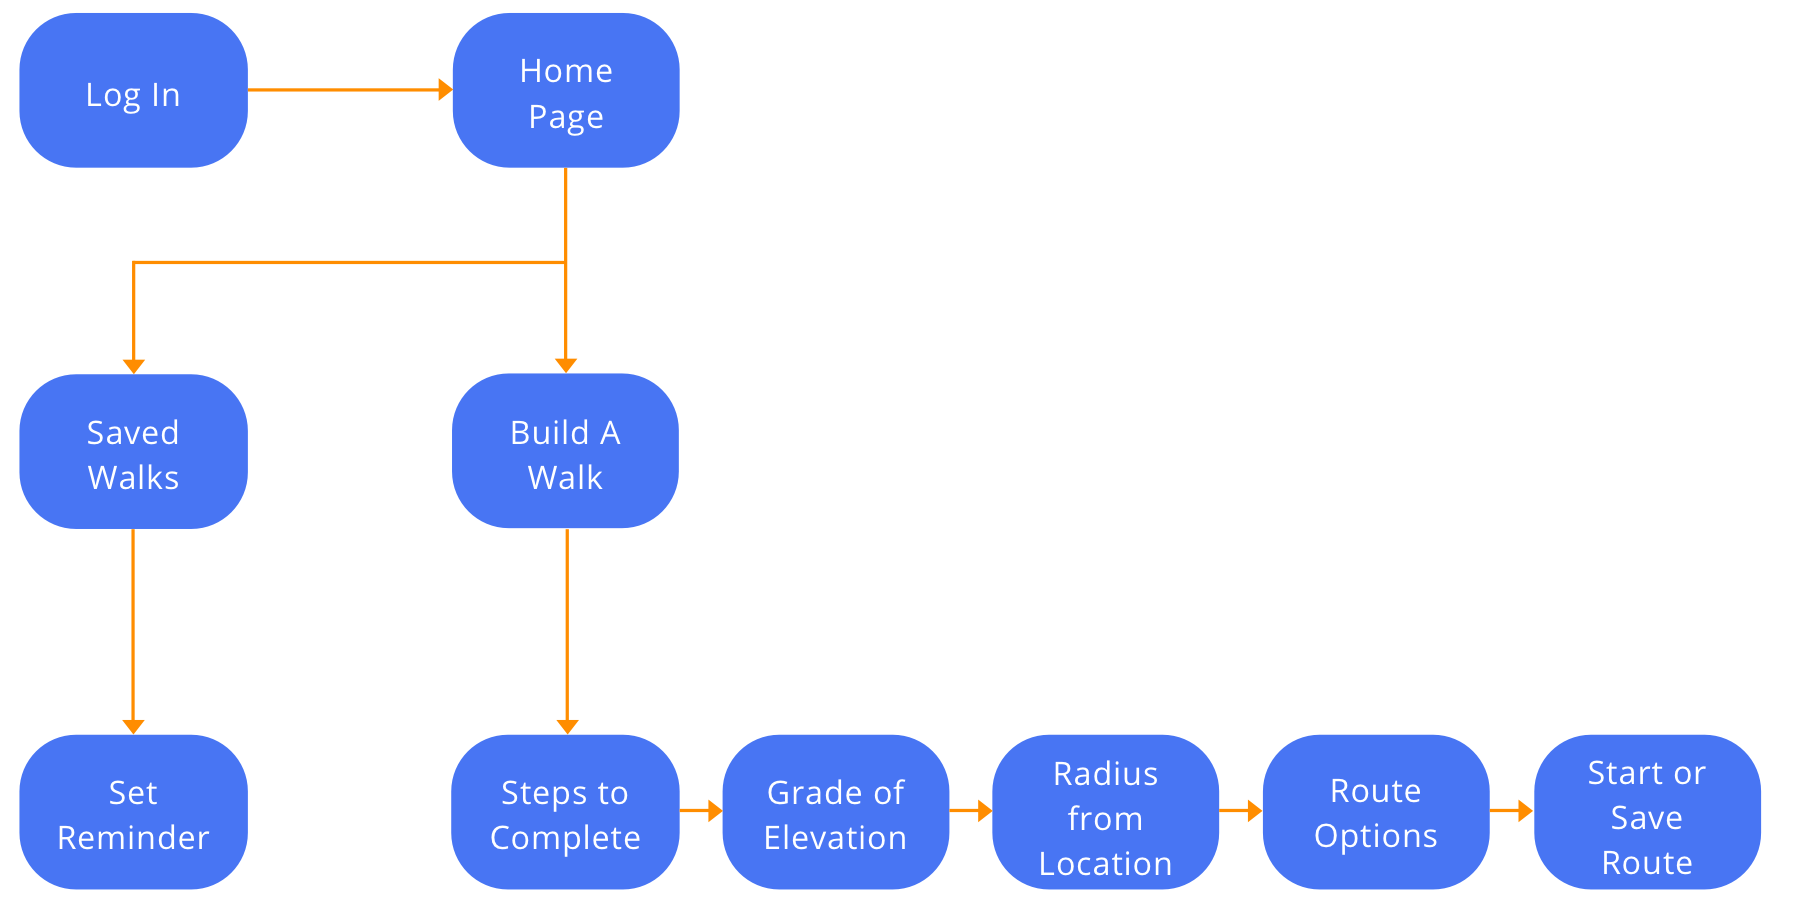 Log In
Home
Page
Saved
Walks
Build A
Walk
Set
Reminder
Steps to
Complete
Grade of
Elevation
Radius
from
Location
Route
Options
Start or
Save
Route